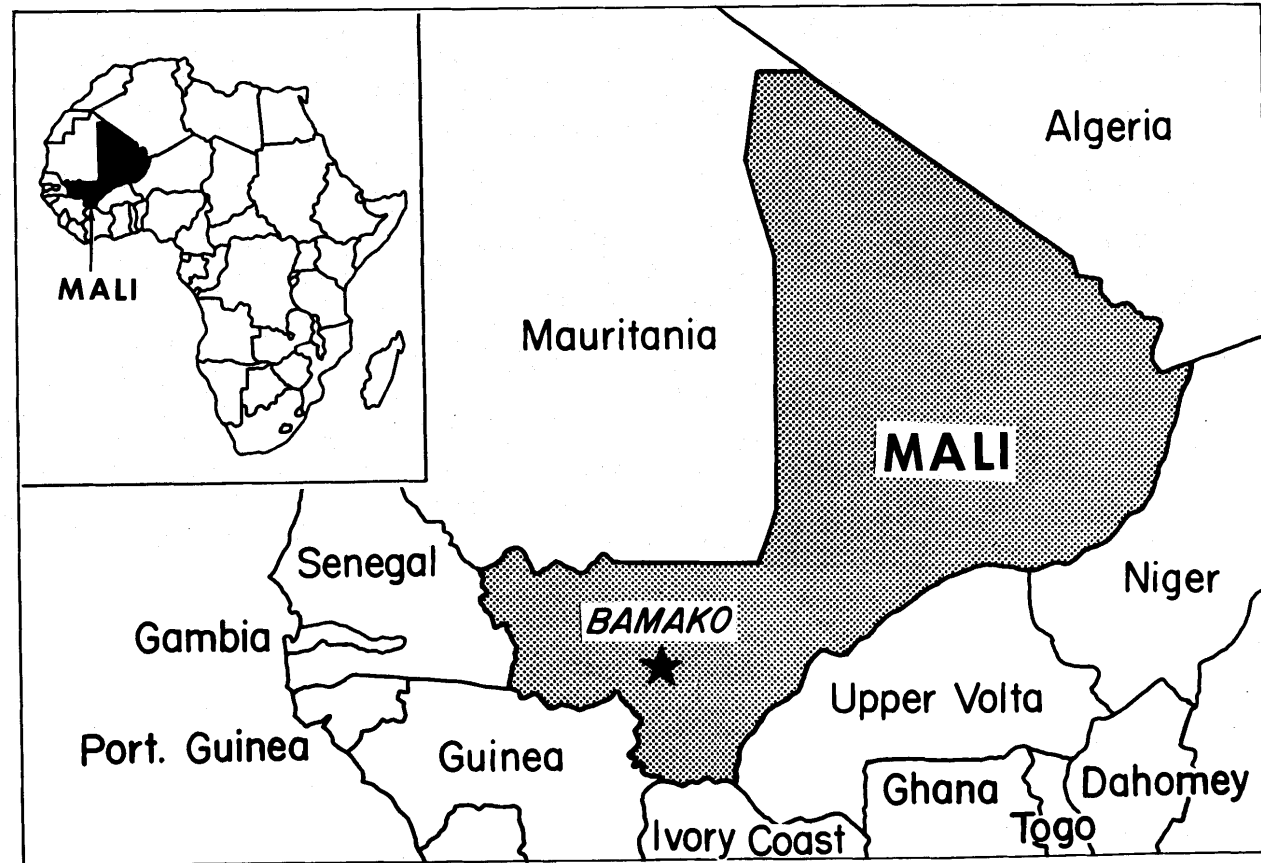 MALI
Algeria
Mauritania
MALI
Senegal
Niger
BAMAKO
Gambia
Upper Volta
Port. Guinea
Guinea
Ghana
Dahomey
Togo
Ivory Coast